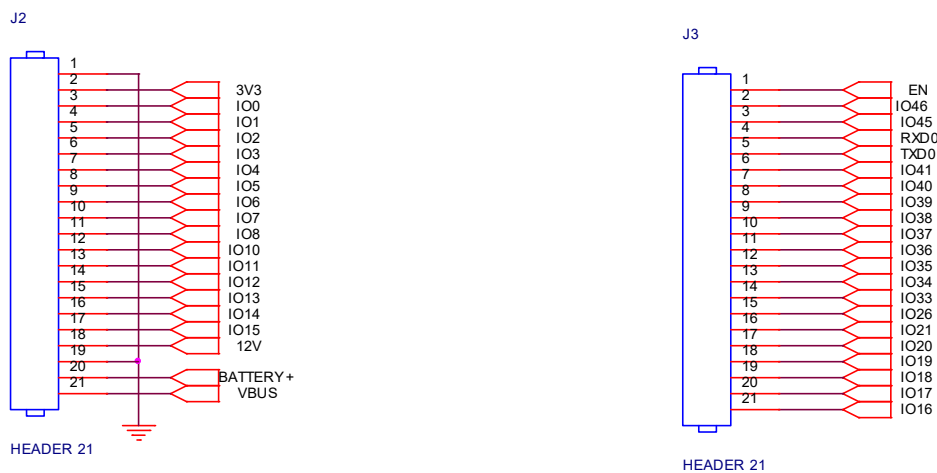 J2
1
2
3V3
3
IO0
4
IO1
5
IO2
6
IO3
7
IO4
8
IO5
9
IO6
10
IO7
11
IO8
12
IO10
13
IO11
14
IO12
15
IO13
16
IO14
17
IO15
18
12V
19
20
BATTERY+
21
VBUS
HEADER 21
J3
1
EN
2
IO46
3
IO45
4
RXD0
5
TXD0
6
IO41
7
IO40
8
IO39
9
IO38
10
IO37
11
IO36
12
IO35
13
IO34
14
IO33
15
IO26
16
IO21
17
IO20
18
IO19
19
IO18
20
IO17
21
IO16
HEADER 21